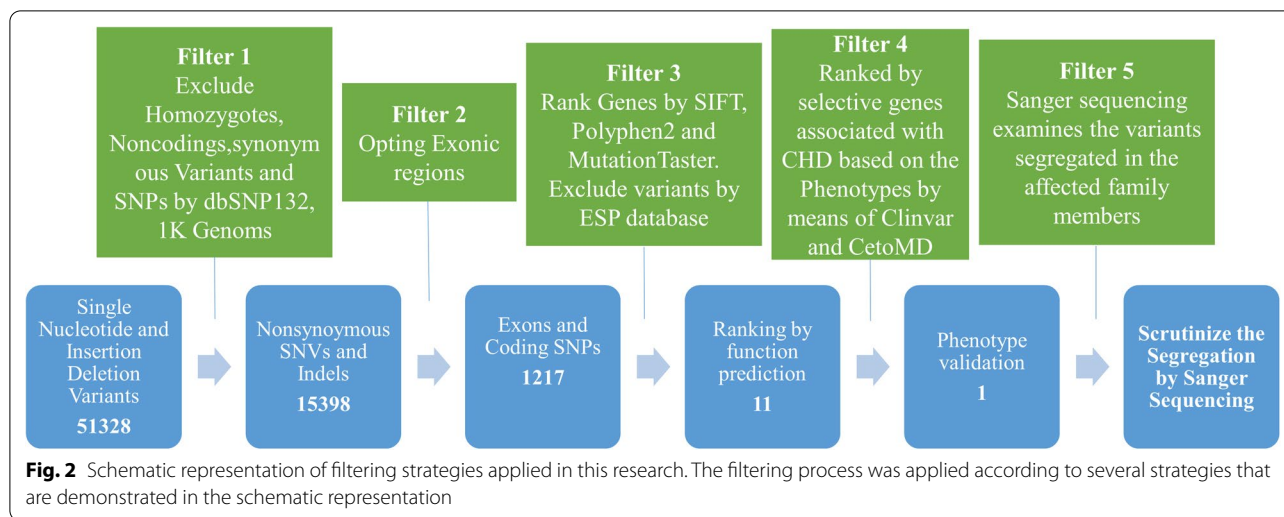 Filter 1
Exclude
Homozygotes,
Noncodings,synonym
ous Variants and
SNPs by dbSNP132,
1K Genoms
Filter 2
Opting Exonic
regions
Filter 3
Rank Genes by SIFT,
Polyphen2 and
MutationTaster.
Exclude variants by
ESP database
Filter 4
Ranked by
selective genes
associated with
CHD based on the
Phenotypes by
means of Clinvar
and CetoMD
Filter 5
Sanger sequencing
examines the variants
segregated in the
affected family
members
Single
Nucleotide and
Insertion
Deletion
Variants
51328
Nonsynoymous
SNVs and
Indels
15398
Exons and
Coding SNPs
1217
Ranking by
function
prediction
11
Phenotype
validation
1
Scrutinize the
Segregation
by Sanger
Sequencing
Fig. 2 Schematic representation of filtering strategies applied in this research. The filtering process was applied according to several strategies that
are demonstrated in the schematic representation